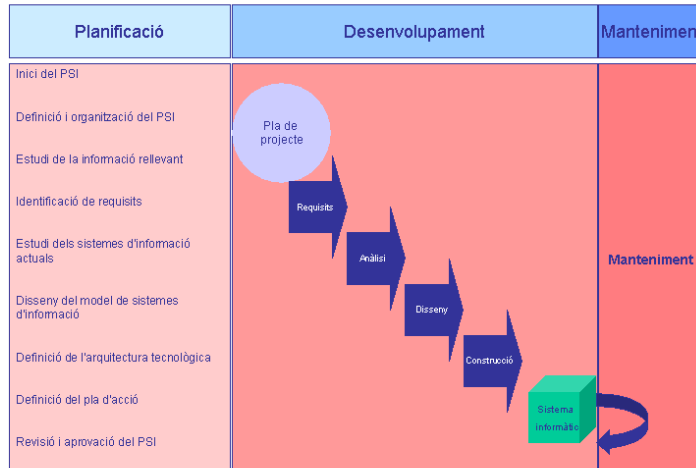 Planificació
Desenvolupament
Manteniment
Inici del PSI
Definició i organització del PSI
Estudi de la informació rellevant
Identificació de requisits
Estudi dels sistemes d'informació
actuals
Disseny del model de sistemes
d'informació
Definició de l'arquitectura tecnològica
Definició del pla d'acció
Revisió i aprovació del PSI
Pla de
projecte
Requisits
Anàlisi
Disseny
Construcció
Sistema
informàtic
Manteniment